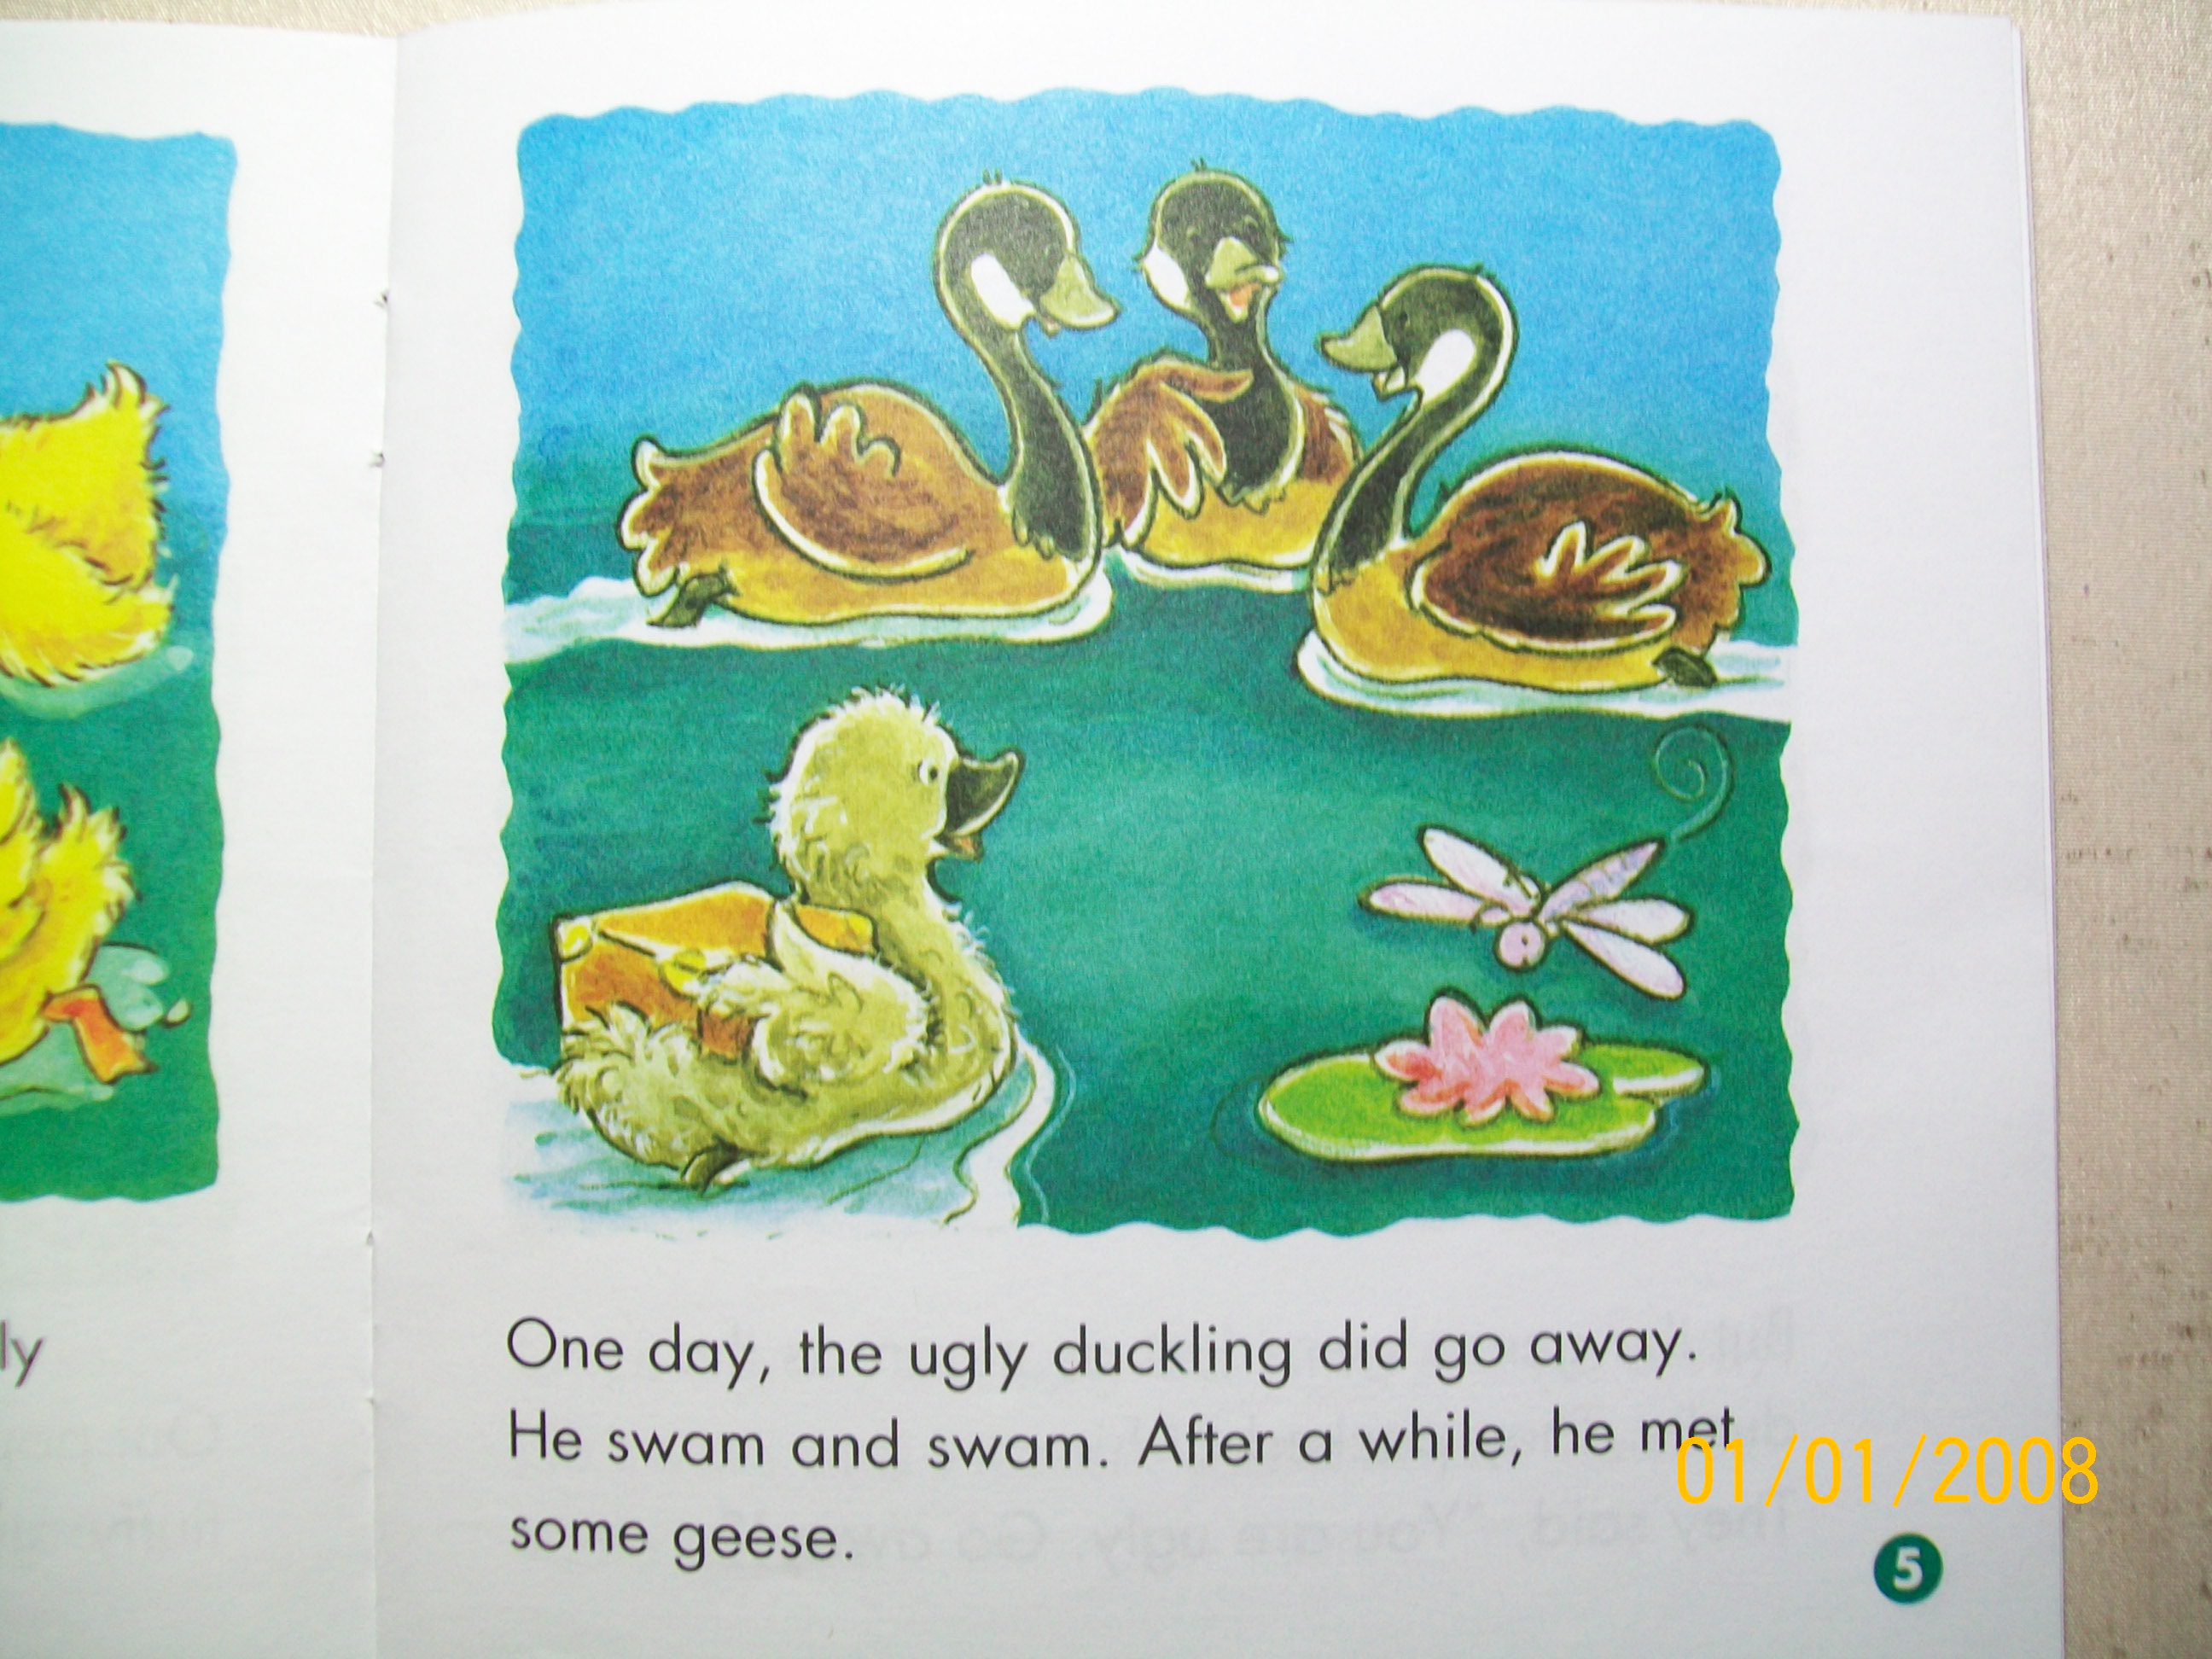 ly
One day, the ugly duckling did go away.
He swam and swam. After a while, he met
some geese.
01/01/2008
5